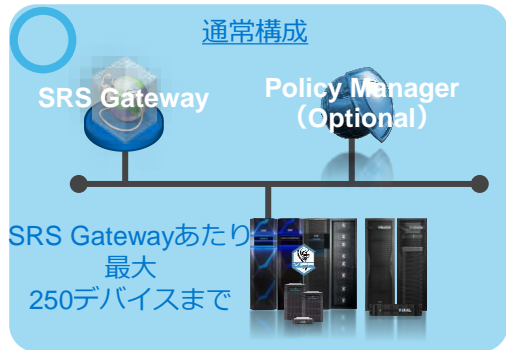 通常構成
SRS Gateway
Policy Manager
（Optional）
SRS Gatewayあたり
最大
250デバイスまで